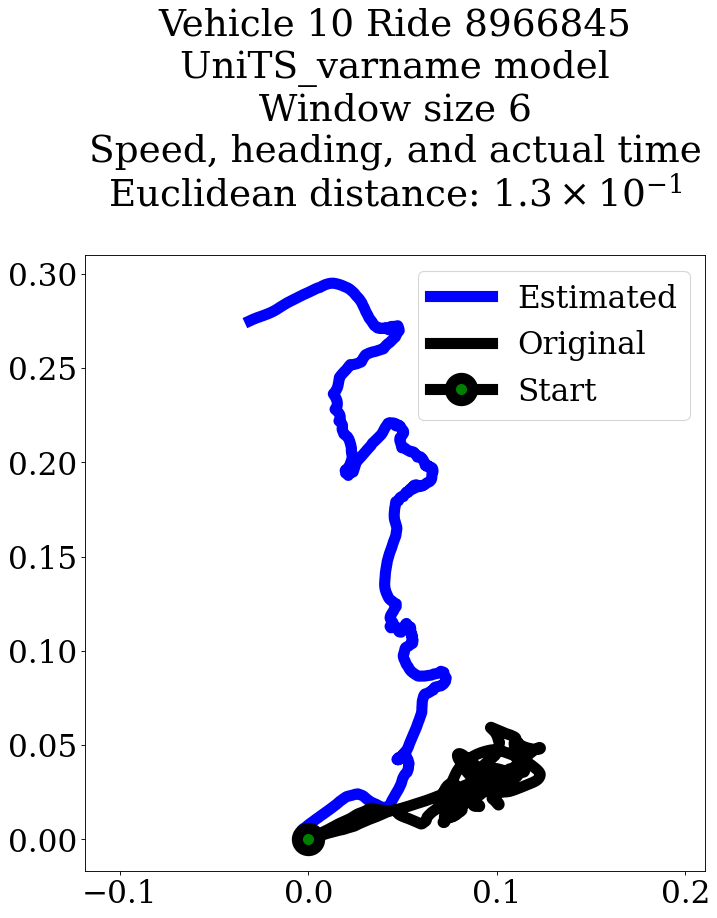 Vehicle 10 Ride 8966845
UniTS_varname model
Window size 6
Speed, heading, and actual time
Euclidean distance: $1.3 \times 10^{-1}$
Estimated
Original
Start
0.30
0.25
0.20
0.15
0.10
0.05
0.00
−0.1 0.0 0.1 0.2